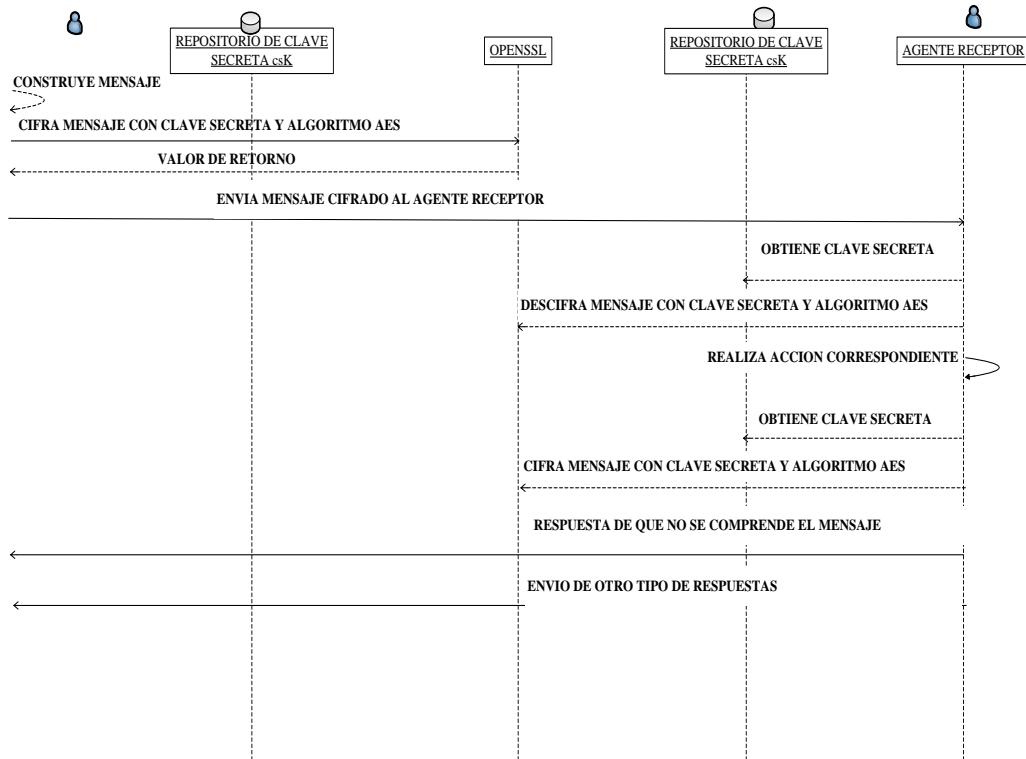 REPOSITORIO DE CLAVE
SECRETA csK
OPENSSL
REPOSITORIO DE CLAVE
SECRETA csK
AGENTE RECEPTOR
CONSTRUYE MENSAJE
CIFRA MENSAJE CON CLAVE SECRETA Y ALGORITMO AES
VALOR DE RETORNO
ENVIA MENSAJE CIFRADO AL AGENTE RECEPTOR
OBTIENE CLAVE SECRETA
DESCIFRA MENSAJE CON CLAVE SECRETA Y ALGORITMO AES
REALIZA ACCION CORRESPONDIENTE
OBTIENE CLAVE SECRETA
CIFRA MENSAJE CON CLAVE SECRETA Y ALGORITMO AES
RESPUESTA DE QUE NO SE COMPRENDE EL MENSAJE
ENVIO DE OTRO TIPO DE RESPUESTAS